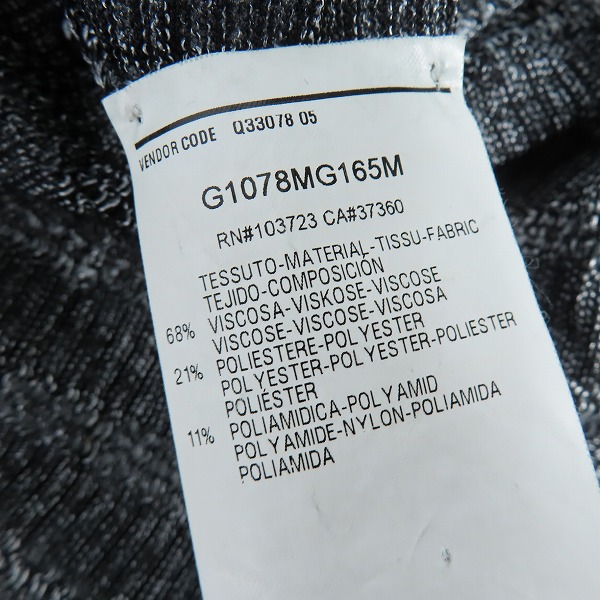 VENDOR CODE Q33078 05
G1078MG165M
RN#103723 CA#37360
TESSUTO-MATERIAL-TISSU-FABRIC
TEJIDO-COMPOSICIÓN
68% VISCOSA-VISKOSE-VISCOSE
VISCOSE-VISCOSE-VISCOSA
21% POLIESTERE-POLYESTER
POLYESTER-POLYESTER-POLIESTER
POLIÉSTER
11% POLIAMIDICA-POLYAMID
POLYAMIDE-NYLON-POLIAMIDA
POLIAMIDA